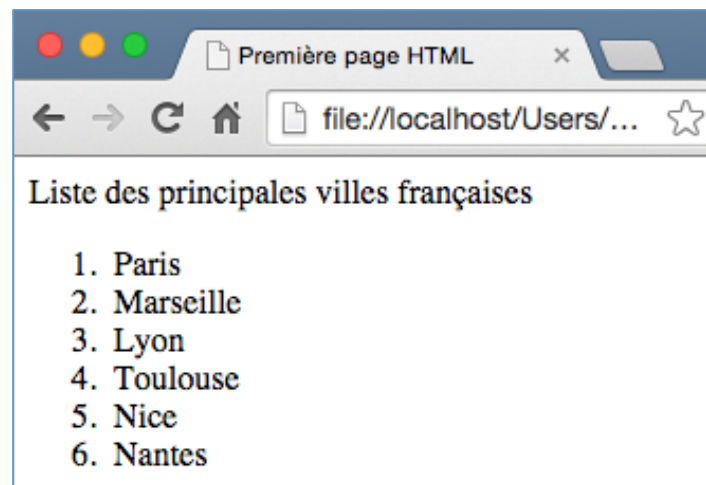 Première page HTML
file://localhost/Users/...
Liste des principales villes françaises
1. Paris
2. Marseille
3. Lyon
4. Toulouse
5. Nice
6. Nantes